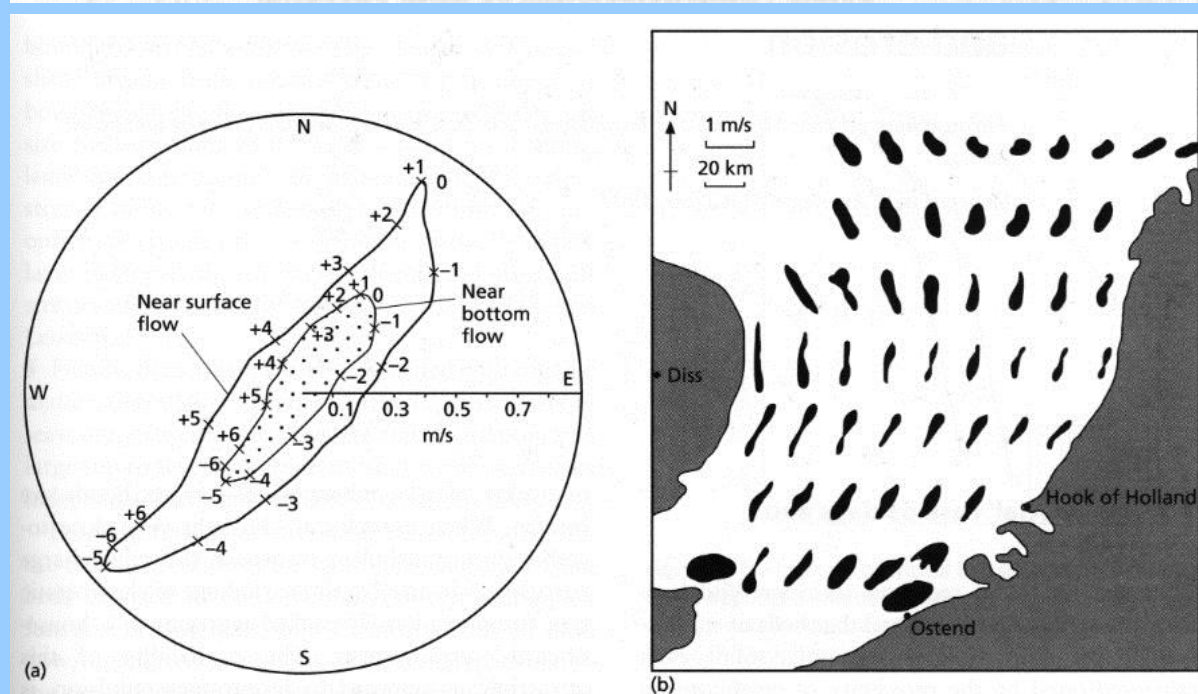 N
+1
0
+2
-1
+3
+1
+2
0
Near surface
flow
Near
bottom
flow
+4
+3
-1
+4
-2
-2
W
E
+5
0.1
0.3
0.5
0.7
m/s
+5
+6
-3
6
-4
-5
-3
+6
-6
-4
-5
S
(a)
N
1 m/s
20 km
Diss
Hook of Holland
Ostend
(b)